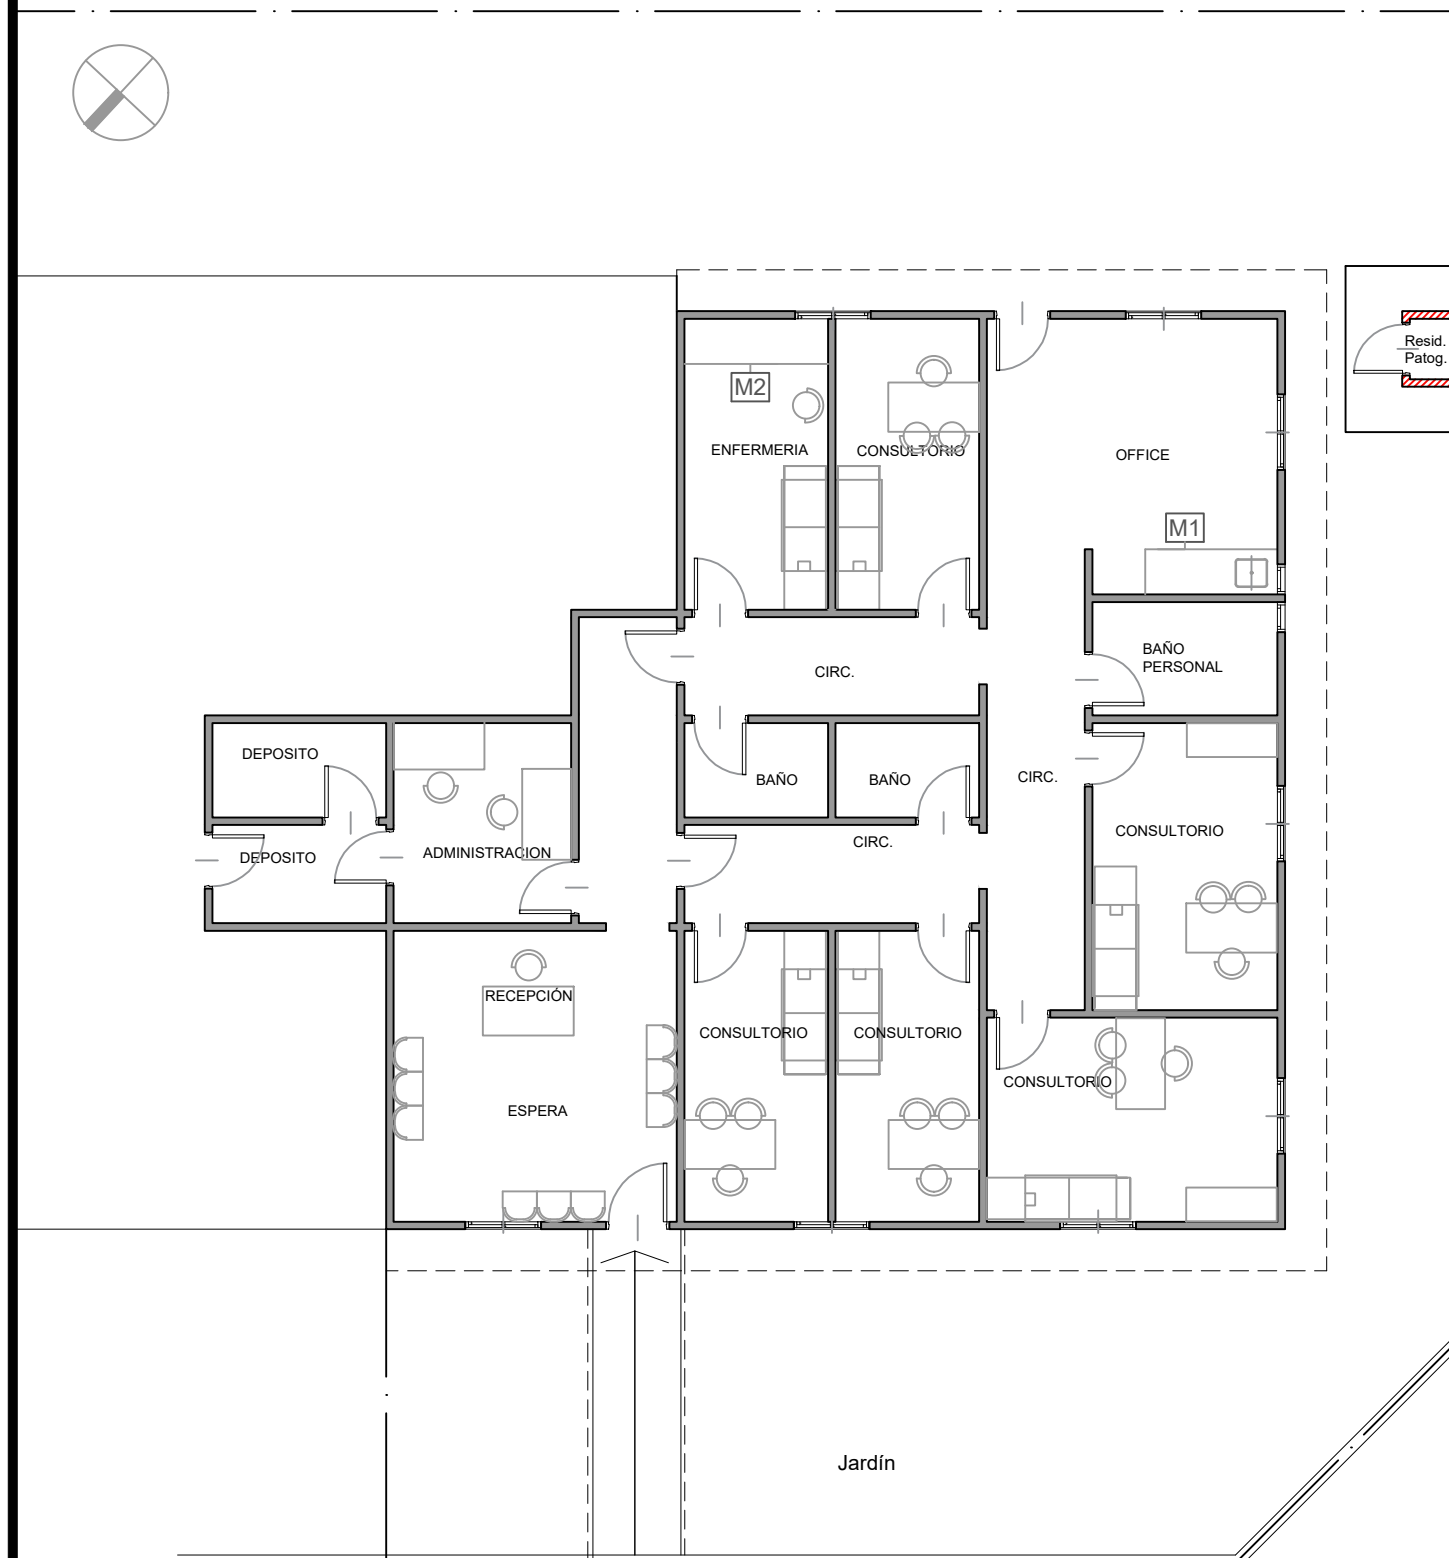 Resid.
Patog.
M2
ENFERMERIA
CONSULTORIO
OFFICE
M1
BAÑO
PERSONAL
CIRC.
DEPOSITO
BAÑO
BAÑO
CIRC.
CONSULTORIO
CIRC.
ADMINISTRACION
DEPOSITO
RECEPCIÓN
CONSULTORIO
CONSULTORIO
CONSULTORIO
ESPERA
Jardín